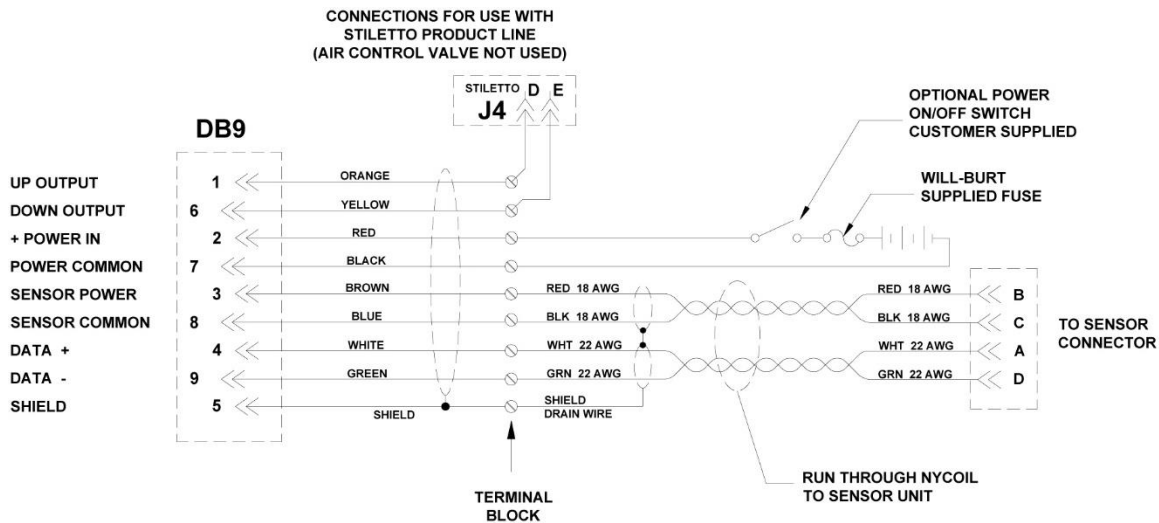 CONNECTIONS FOR USE WITH
STILETTO PRODUCT LINE
(AIR CONTROL VALVE NOT USED)
STILETTO D E
J4
OPTIONAL POWER
ON/OFF SWITCH
CUSTOMER SUPPLIED
WILL-BURT
SUPPLIED FUSE
DB9
UP OUTPUT 1 ORANGE
DOWN OUTPUT 6 YELLOW
+ POWER IN 2 RED
POWER COMMON 7 BLACK
SENSOR POWER 3 BROWN RED 18 AWG RED 18 AWG B
SENSOR COMMON 8 BLUE BLK 18 AWG BLK 18 AWG C
DATA + 4 WHITE WHT 22 AWG WHT 22 AWG A
DATA - 9 GREEN GRN 22 AWG GRN 22 AWG D
SHIELD 5 SHIELD SHIELD
DRAIN WIRE
TO SENSOR
CONNECTOR
TERMINAL
BLOCK
RUN THROUGH NYCOIL
TO SENSOR UNIT